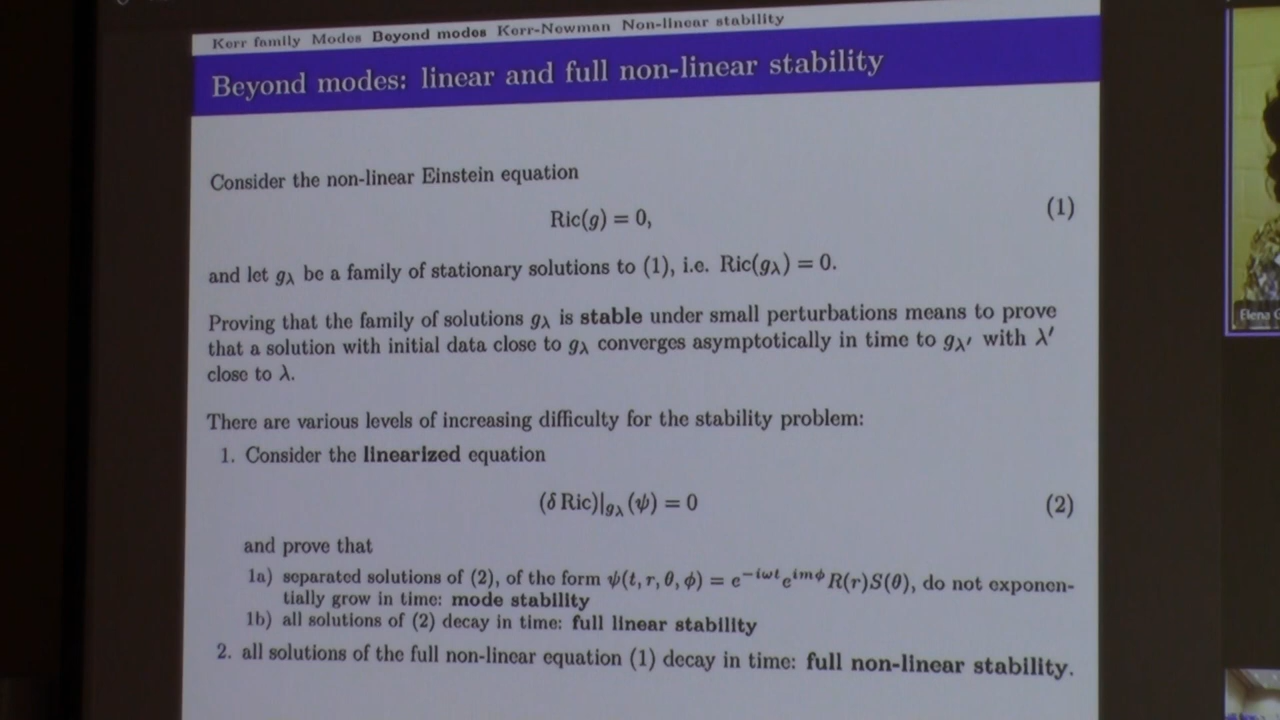 Kerr family Modes Beyond modes Kerr-Newman Non-linear stability
Beyond modes: linear and full non-linear stability
Consider the non-linear Einstein equation
Ric(g) = 0, (1)
and let g_λ be a family of stationary solutions to (1), i.e. Ric(g_λ) = 0.
Proving that the family of solutions g_λ is stable under small perturbations means to prove
that a solution with initial data close to g_λ converges asymptotically in time to g_λ′ with λ′
close to λ.
There are various levels of increasing difficulty for the stability problem:
1. Consider the linearized equation
(δ Ric)|_{g_λ}(ψ) = 0 (2)
and prove that
1a) separated solutions of (2), of the form ψ(t, r, θ, ϕ) = e^{−iωt}e^{imϕ}R(r)S(θ), do not exponen-
tially grow in time: mode stability
1b) all solutions of (2) decay in time: full linear stability
2. all solutions of the full non-linear equation (1) decay in time: full non-linear stability.
Elena